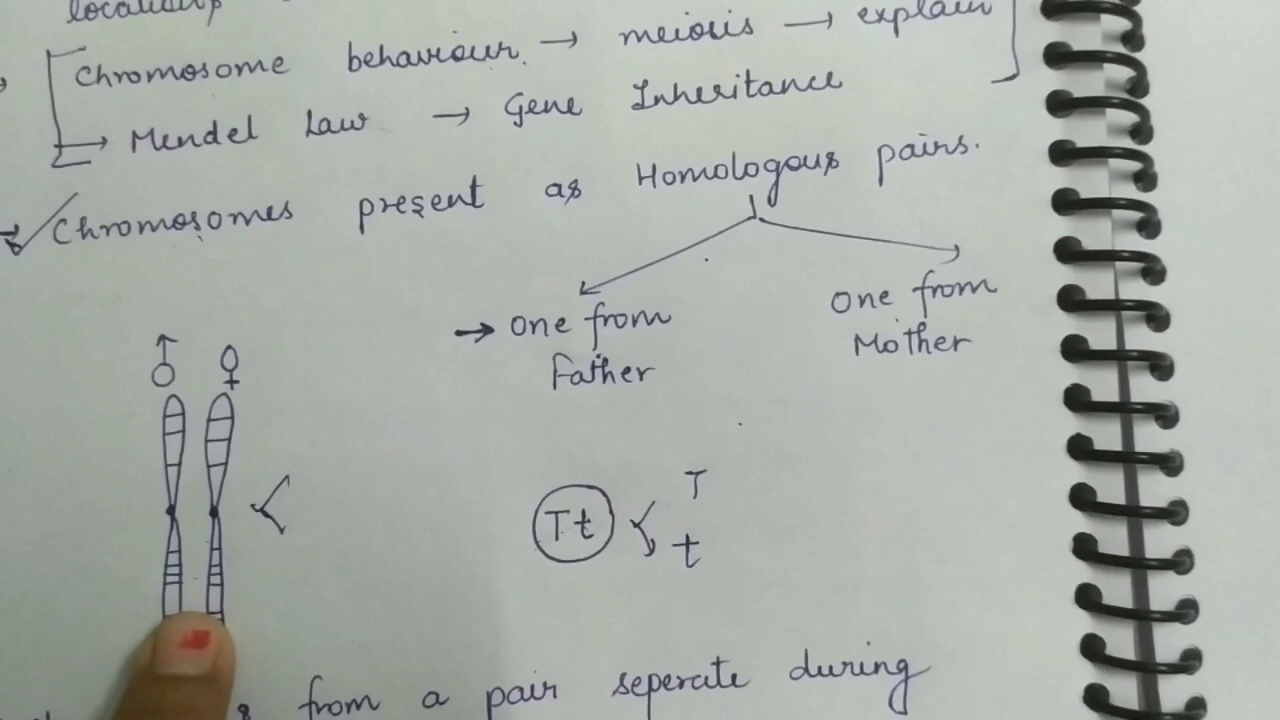 location
Chromosome behaviour → meiosis → explain
→ Mendel Law → Gene Inheritance
→ Chromosomes present as Homologous pairs.
→ One from Father
One from Mother
♂ ♀
Tt
T
t
from a pair seperate during